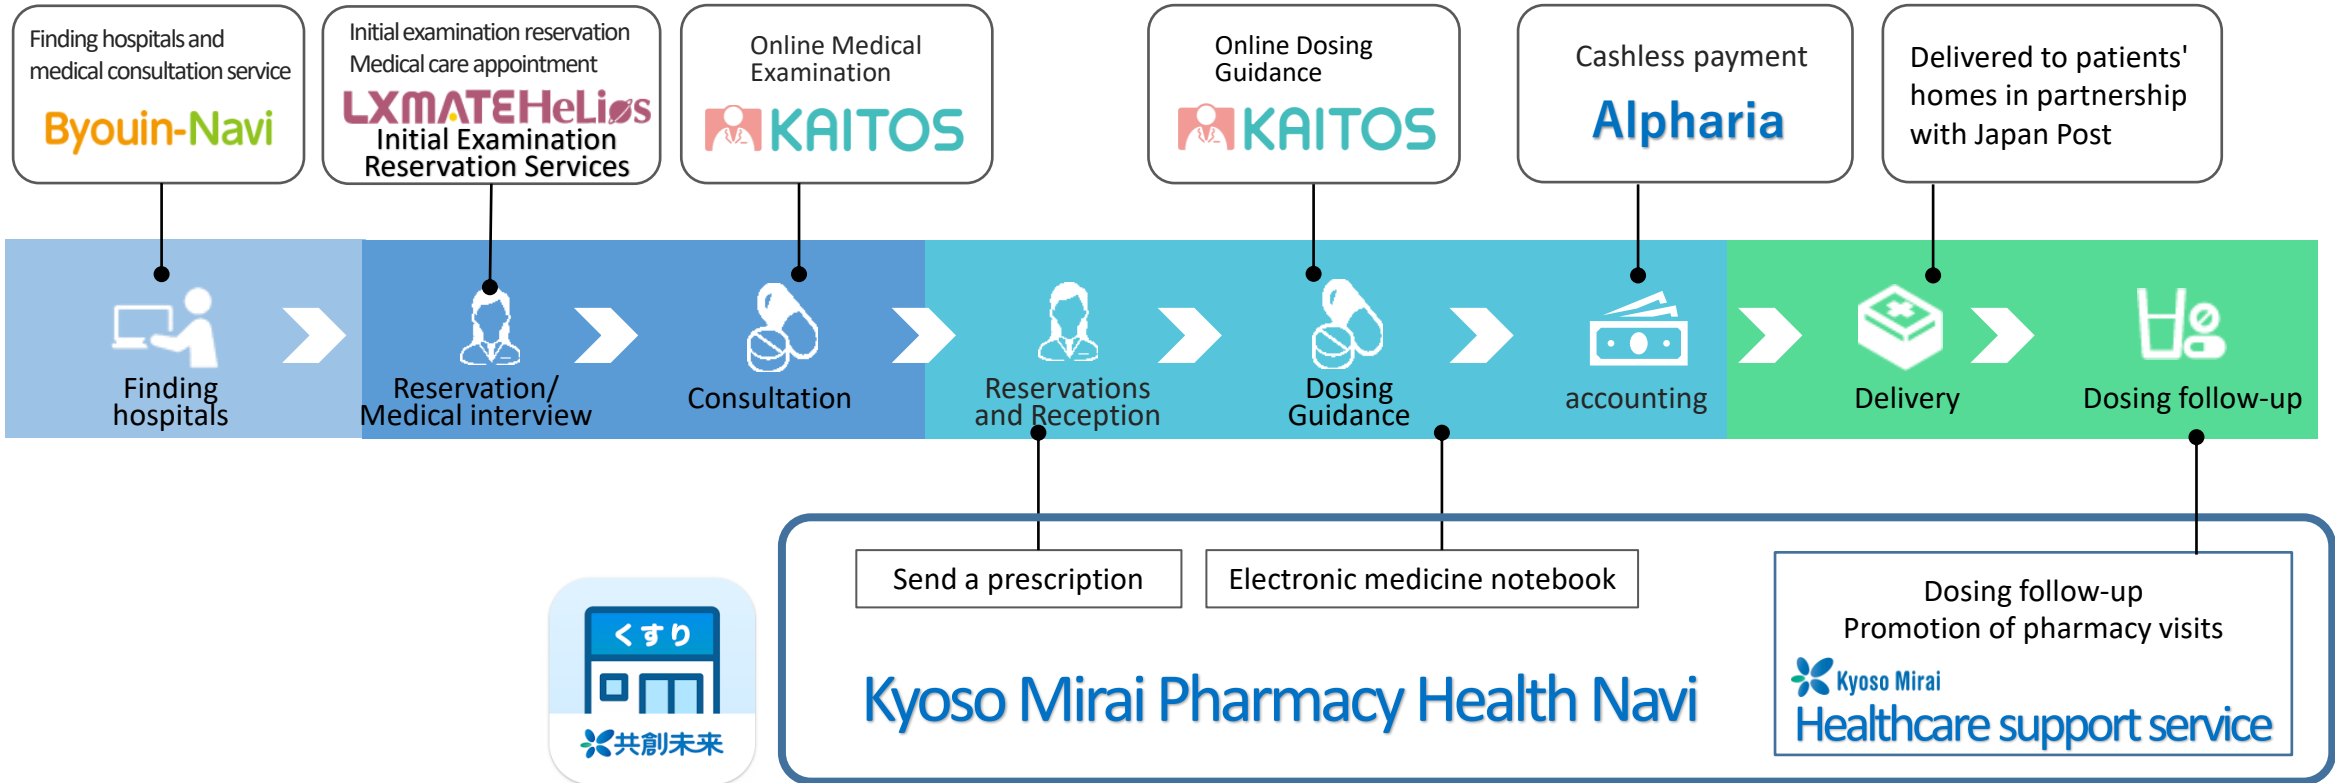 Finding hospitals and
medical consultation service
Byouin-Navi
Initial examination reservation
Medical care appointment
LXMATEHeLiOs
Initial Examination
Reservation Services
Online Medical
Examination
KAITOS
Online Dosing
Guidance
KAITOS
Cashless payment
Alpharia
Delivered to patients'
homes in partnership
with Japan Post
Finding
hospitals
Reservation/
Medical interview
Consultation
Reservations
and Reception
Dosing
Guidance
accounting
Delivery
Dosing follow-up
Send a prescription
Electronic medicine notebook
Dosing follow-up
Promotion of pharmacy visits
Kyoso Mirai
Healthcare support service
Kyoso Mirai Pharmacy Health Navi
くすり
共創未来